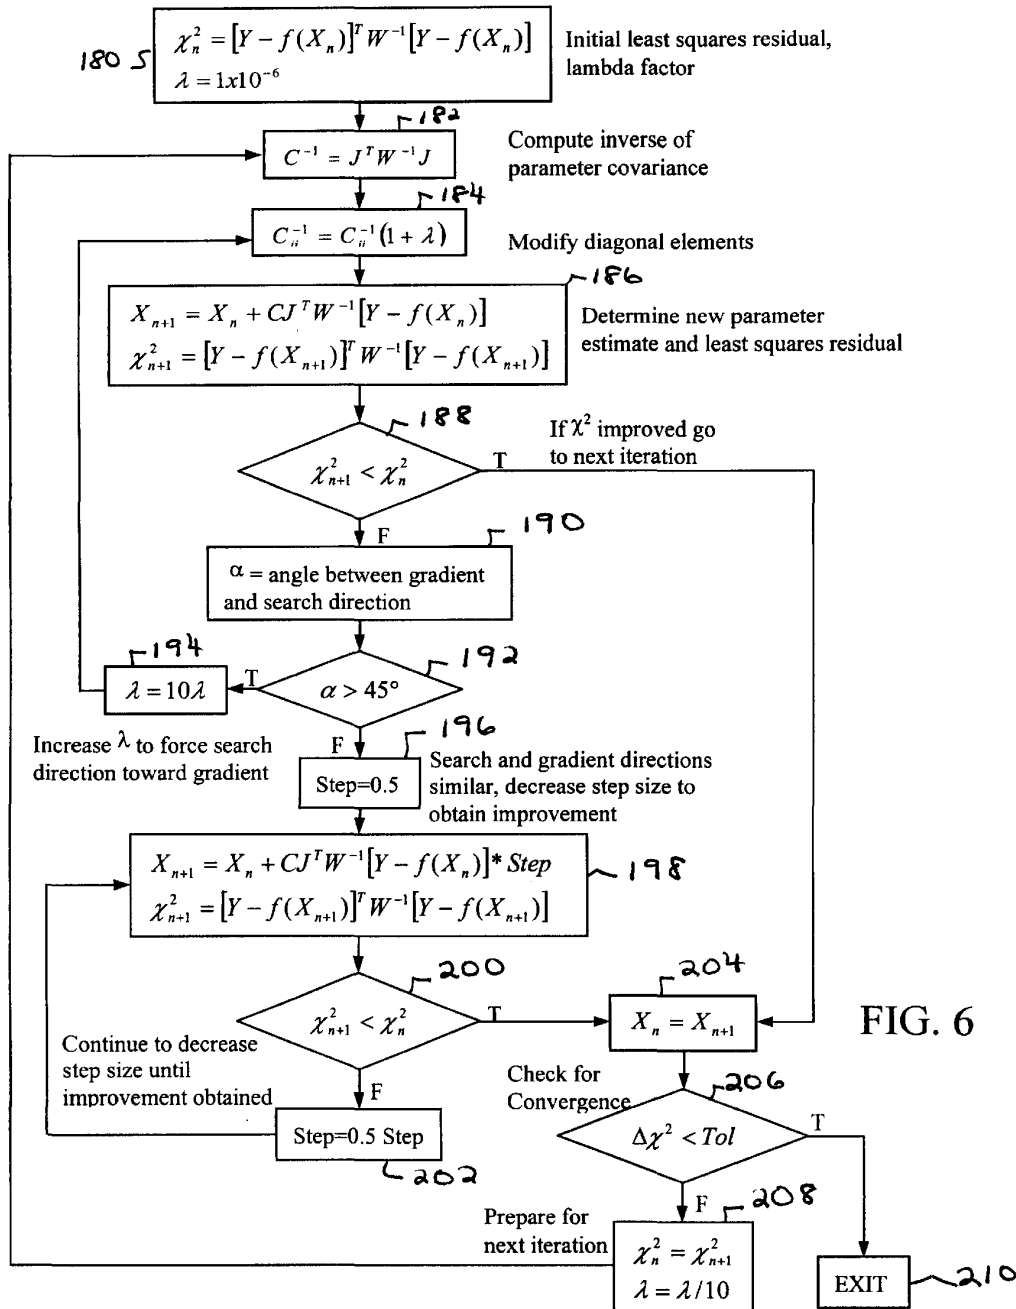 180
χ²ₙ = [Y − f(Xₙ)]ᵀ W⁻¹ [Y − f(Xₙ)]
λ = 1x10⁻⁶
Initial least squares residual,
lambda factor
182
C⁻¹ = JᵀW⁻¹J
Compute inverse of
parameter covariance
184
Cᵢᵢ⁻¹ = Cᵢᵢ⁻¹(1 + λ)
Modify diagonal elements
186
Xₙ₊₁ = Xₙ + CJᵀW⁻¹[Y − f(Xₙ)]
χ²ₙ₊₁ = [Y − f(Xₙ₊₁)]ᵀ W⁻¹[Y − f(Xₙ₊₁)]
Determine new parameter
estimate and least squares residual
188
χ²ₙ₊₁ < χ²ₙ
T
If χ² improved go
to next iteration
F
190
α = angle between gradient
and search direction
192
α > 45°
T
194
λ = 10λ
Increase λ to force search
direction toward gradient
F
196
Step=0.5
Search and gradient directions
similar, decrease step size to
obtain improvement
198
Xₙ₊₁ = Xₙ + CJᵀW⁻¹[Y − f(Xₙ)]* Step
χ²ₙ₊₁ = [Y − f(Xₙ₊₁)]ᵀ W⁻¹[Y − f(Xₙ₊₁)]
200
χ²ₙ₊₁ < χ²ₙ
T
F
Continue to decrease
step size until
improvement obtained
Step=0.5 Step
202
204
Xₙ = Xₙ₊₁
FIG. 6
Check for
Convergence
206
Δχ² < Tol
T
F
208
Prepare for
next iteration
χ²ₙ = χ²ₙ₊₁
λ = λ/10
EXIT
210